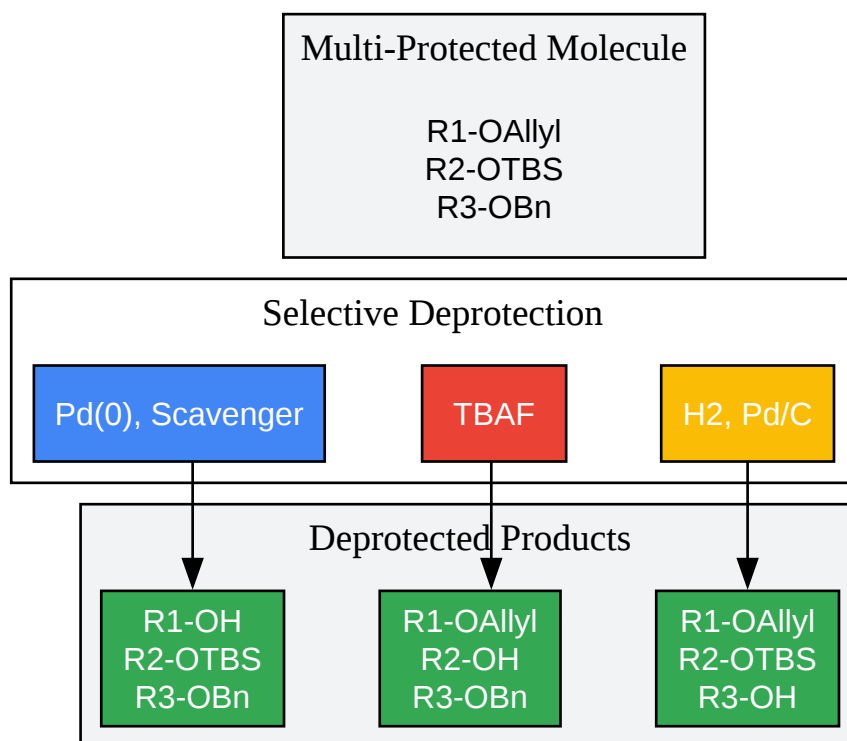 Multi-Protected Molecule
R1-OAllyl
R2-OTBS
R3-OBn
Selective Deprotection
Pd(0), Scavenger
TBAF
H2, Pd/C
Deprotected Products
R1-OH
R2-OTBS
R3-OBn
R1-OAllyl
R2-OH
R3-OBn
R1-OAllyl
R2-OTBS
R3-OH